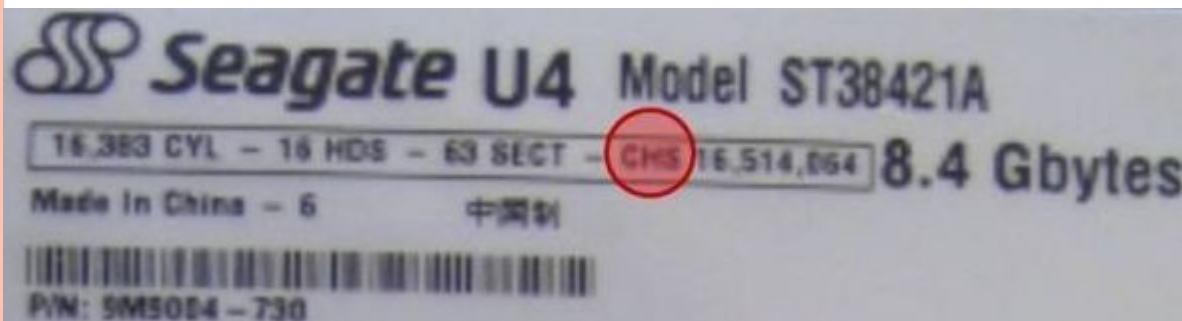 Seagate U4 Model ST38421A
16,383 CYL – 16 HDS – 63 SECT – CHS 16,514,064 8.4 Gbytes
Made In China – 6 中国制
P/N: 9M5004–730